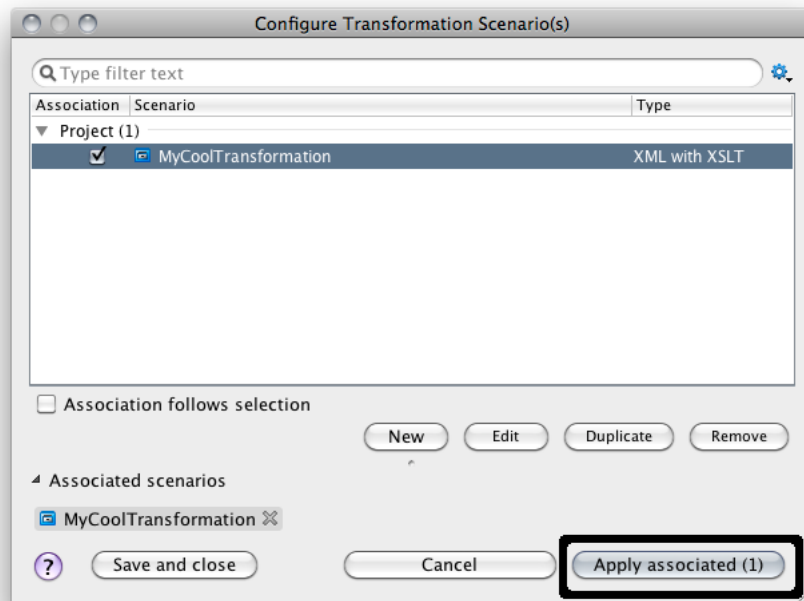 Configure Transformation Scenario(s)
Type filter text
Association Scenario Type
Project (1)
MyCoolTransformation XML with XSLT
Association follows selection
New Edit Duplicate Remove
Associated scenarios
MyCoolTransformation
? Save and close Cancel Apply associated (1)